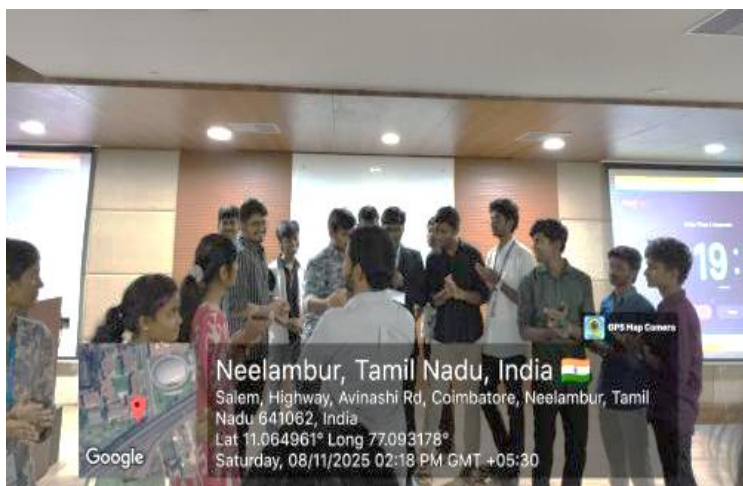 19:
GPS Map Camera
Neelambur, Tamil Nadu, India
Salem, Highway, Avinashi Rd, Coimbatore, Neelambur, Tamil
Nadu 641062, India
Lat 11.064961° Long 77.093178°
Saturday, 08/11/2025 02:18 PM GMT +05:30
Google